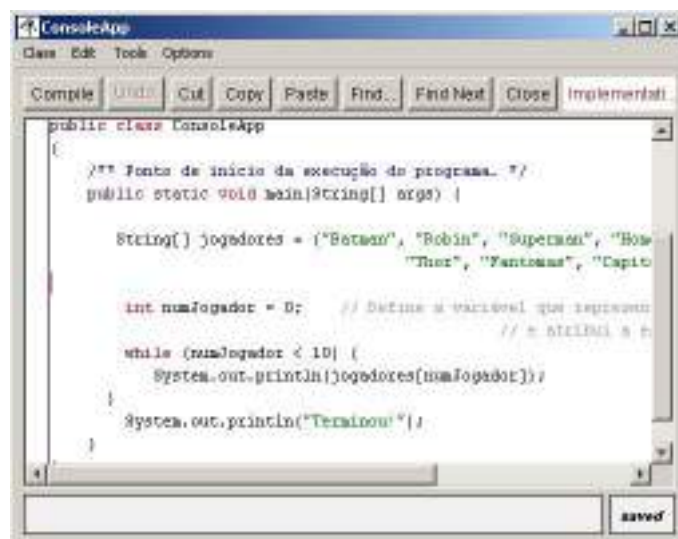 ConsoleApp
Class Edit Tools Options
Compile Undo Cut Copy Paste Find... Find Next Close Implementati
public class ConsoleApp
{
/** Ponto de início da execução do programa. */
public static void main(String[] args) {
String[] jogadores = {"Batman", "Robin", "Superman", "Hom
"Thor", "Fantomas", "Capit
int numJogador = 0; // Define a variável que represen
// e atribui a
while (numJogador < 10) {
System.out.println(jogadores[numJogador]);
}
System.out.println("Terminou!");
}
saved